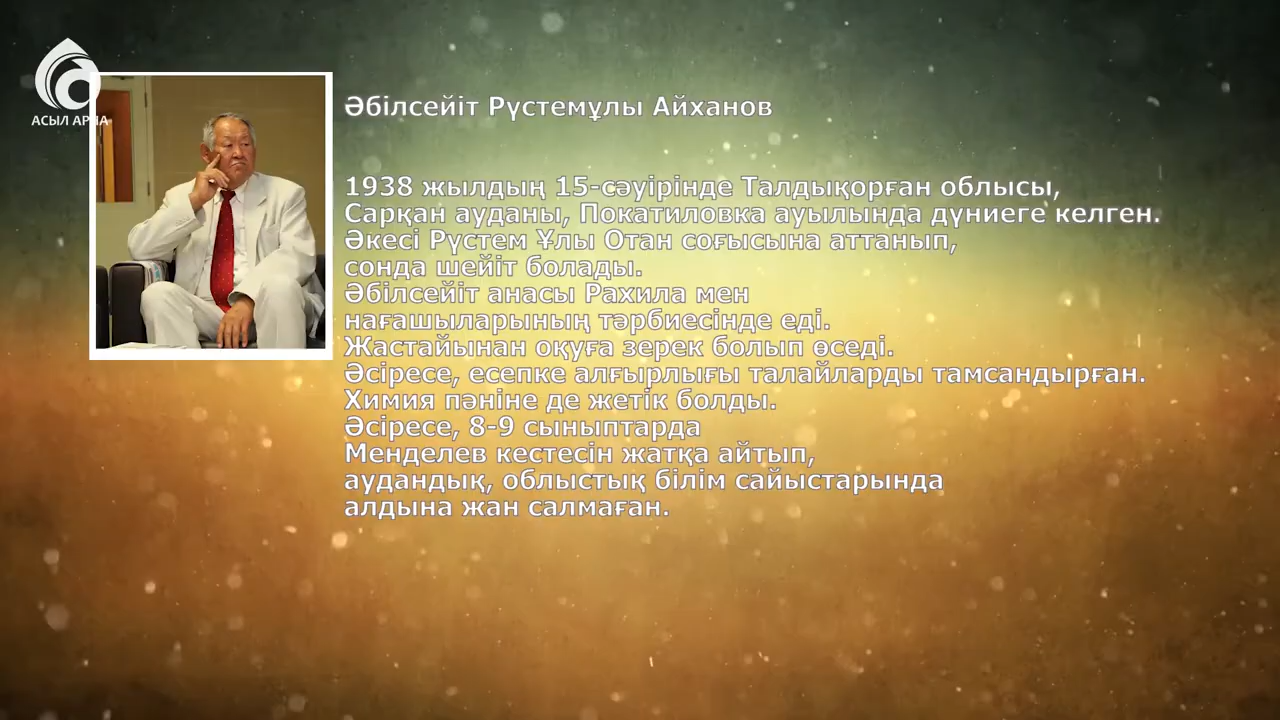 АСЫЛ АРНА
Әбілсейіт Рүстемұлы Айханов
1938 жылдың 15-сәуірінде Талдықорған облысы,
Сарқан ауданы, Покатиловка ауылында дүниеге келген.
Әкесі Рүстем Ұлы Отан соғысына аттанып,
сонда шейіт болады.
Әбілсейіт анасы Рахила мен
нағашыларының тәрбиесінде еді.
Жастайынан оқуға зерек болып өседі.
Әсіресе, есепке алғырлығы талайларды тамсандырған.
Химия пәніне де жетік болды.
Әсіресе, 8-9 сыныптарда
Менделев кестесін жатқа айтып,
аудандық, облыстық білім сайыстарында
алдына жан салмаған.